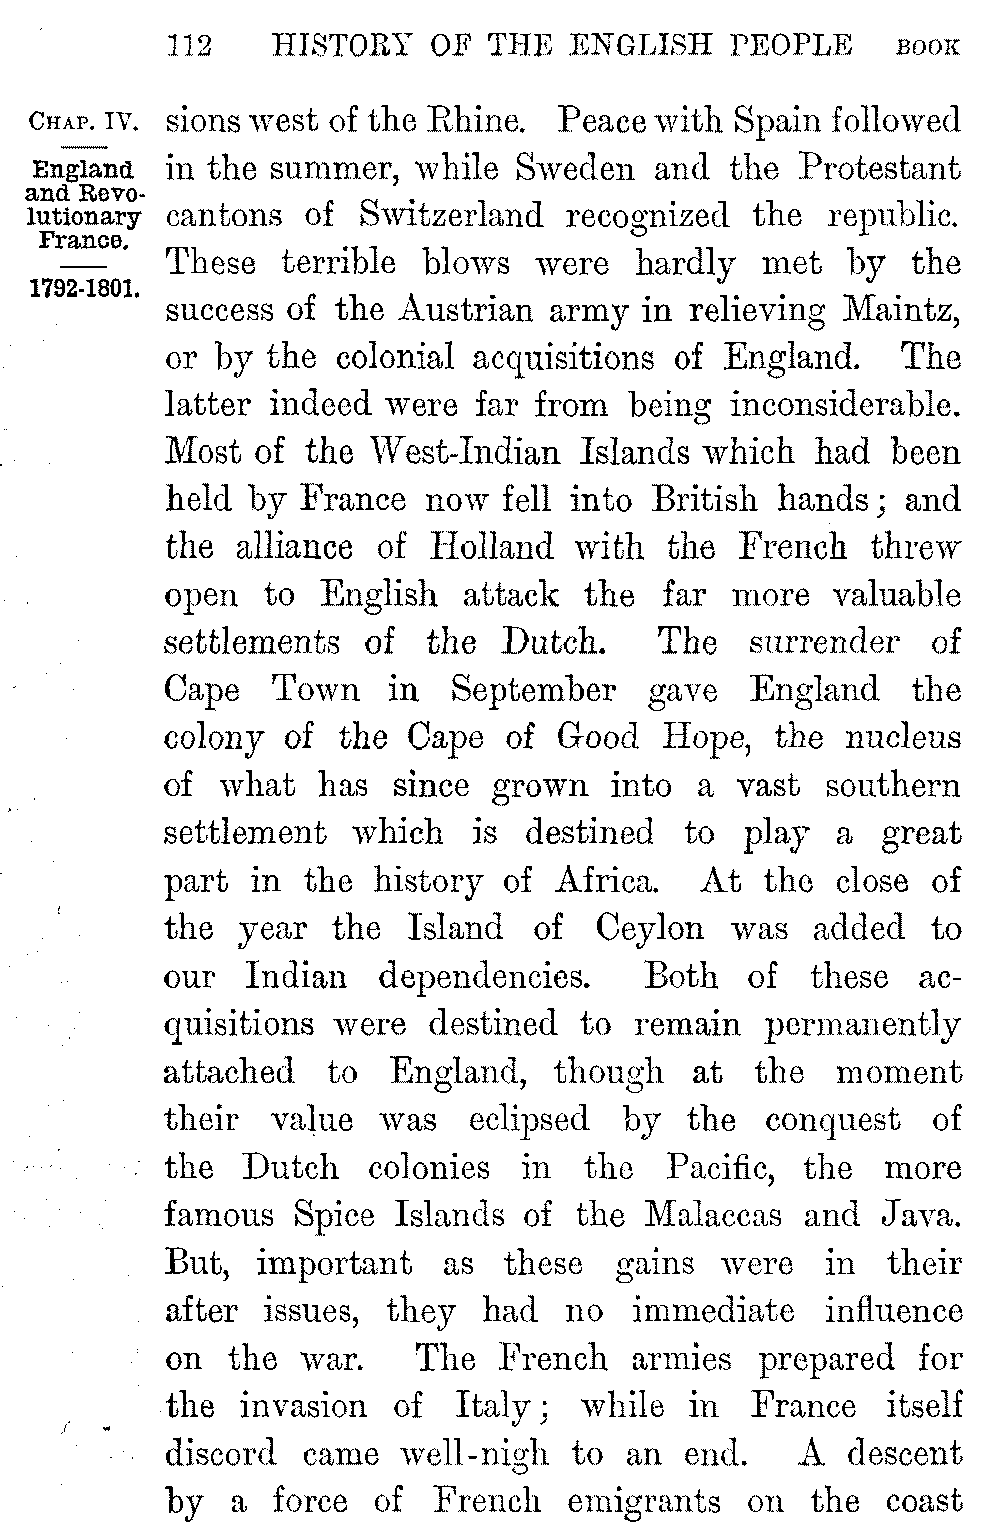 112 HISTORY OF THE ENGLISH PEOPLE BOOK
CHAP. IV.
England
and Revo-
lutionary
France.
1792-1801.
sions west of the Rhine. Peace with Spain followed
in the summer, while Sweden and the Protestant
cantons of Switzerland recognized the republic.
These terrible blows were hardly met by the
success of the Austrian army in relieving Maintz,
or by the colonial acquisitions of England. The
latter indeed were far from being inconsiderable.
Most of the West-Indian Islands which had been
held by France now fell into British hands; and
the alliance of Holland with the French threw
open to English attack the far more valuable
settlements of the Dutch. The surrender of
Cape Town in September gave England the
colony of the Cape of Good Hope, the nucleus
of what has since grown into a vast southern
settlement which is destined to play a great
part in the history of Africa. At the close of
the year the Island of Ceylon was added to
our Indian dependencies. Both of these ac-
quisitions were destined to remain permanently
attached to England, though at the moment
their value was eclipsed by the conquest of
the Dutch colonies in the Pacific, the more
famous Spice Islands of the Malaccas and Java.
But, important as these gains were in their
after issues, they had no immediate influence
on the war. The French armies prepared for
the invasion of Italy; while in France itself
discord came well-nigh to an end. A descent
by a force of French emigrants on the coast